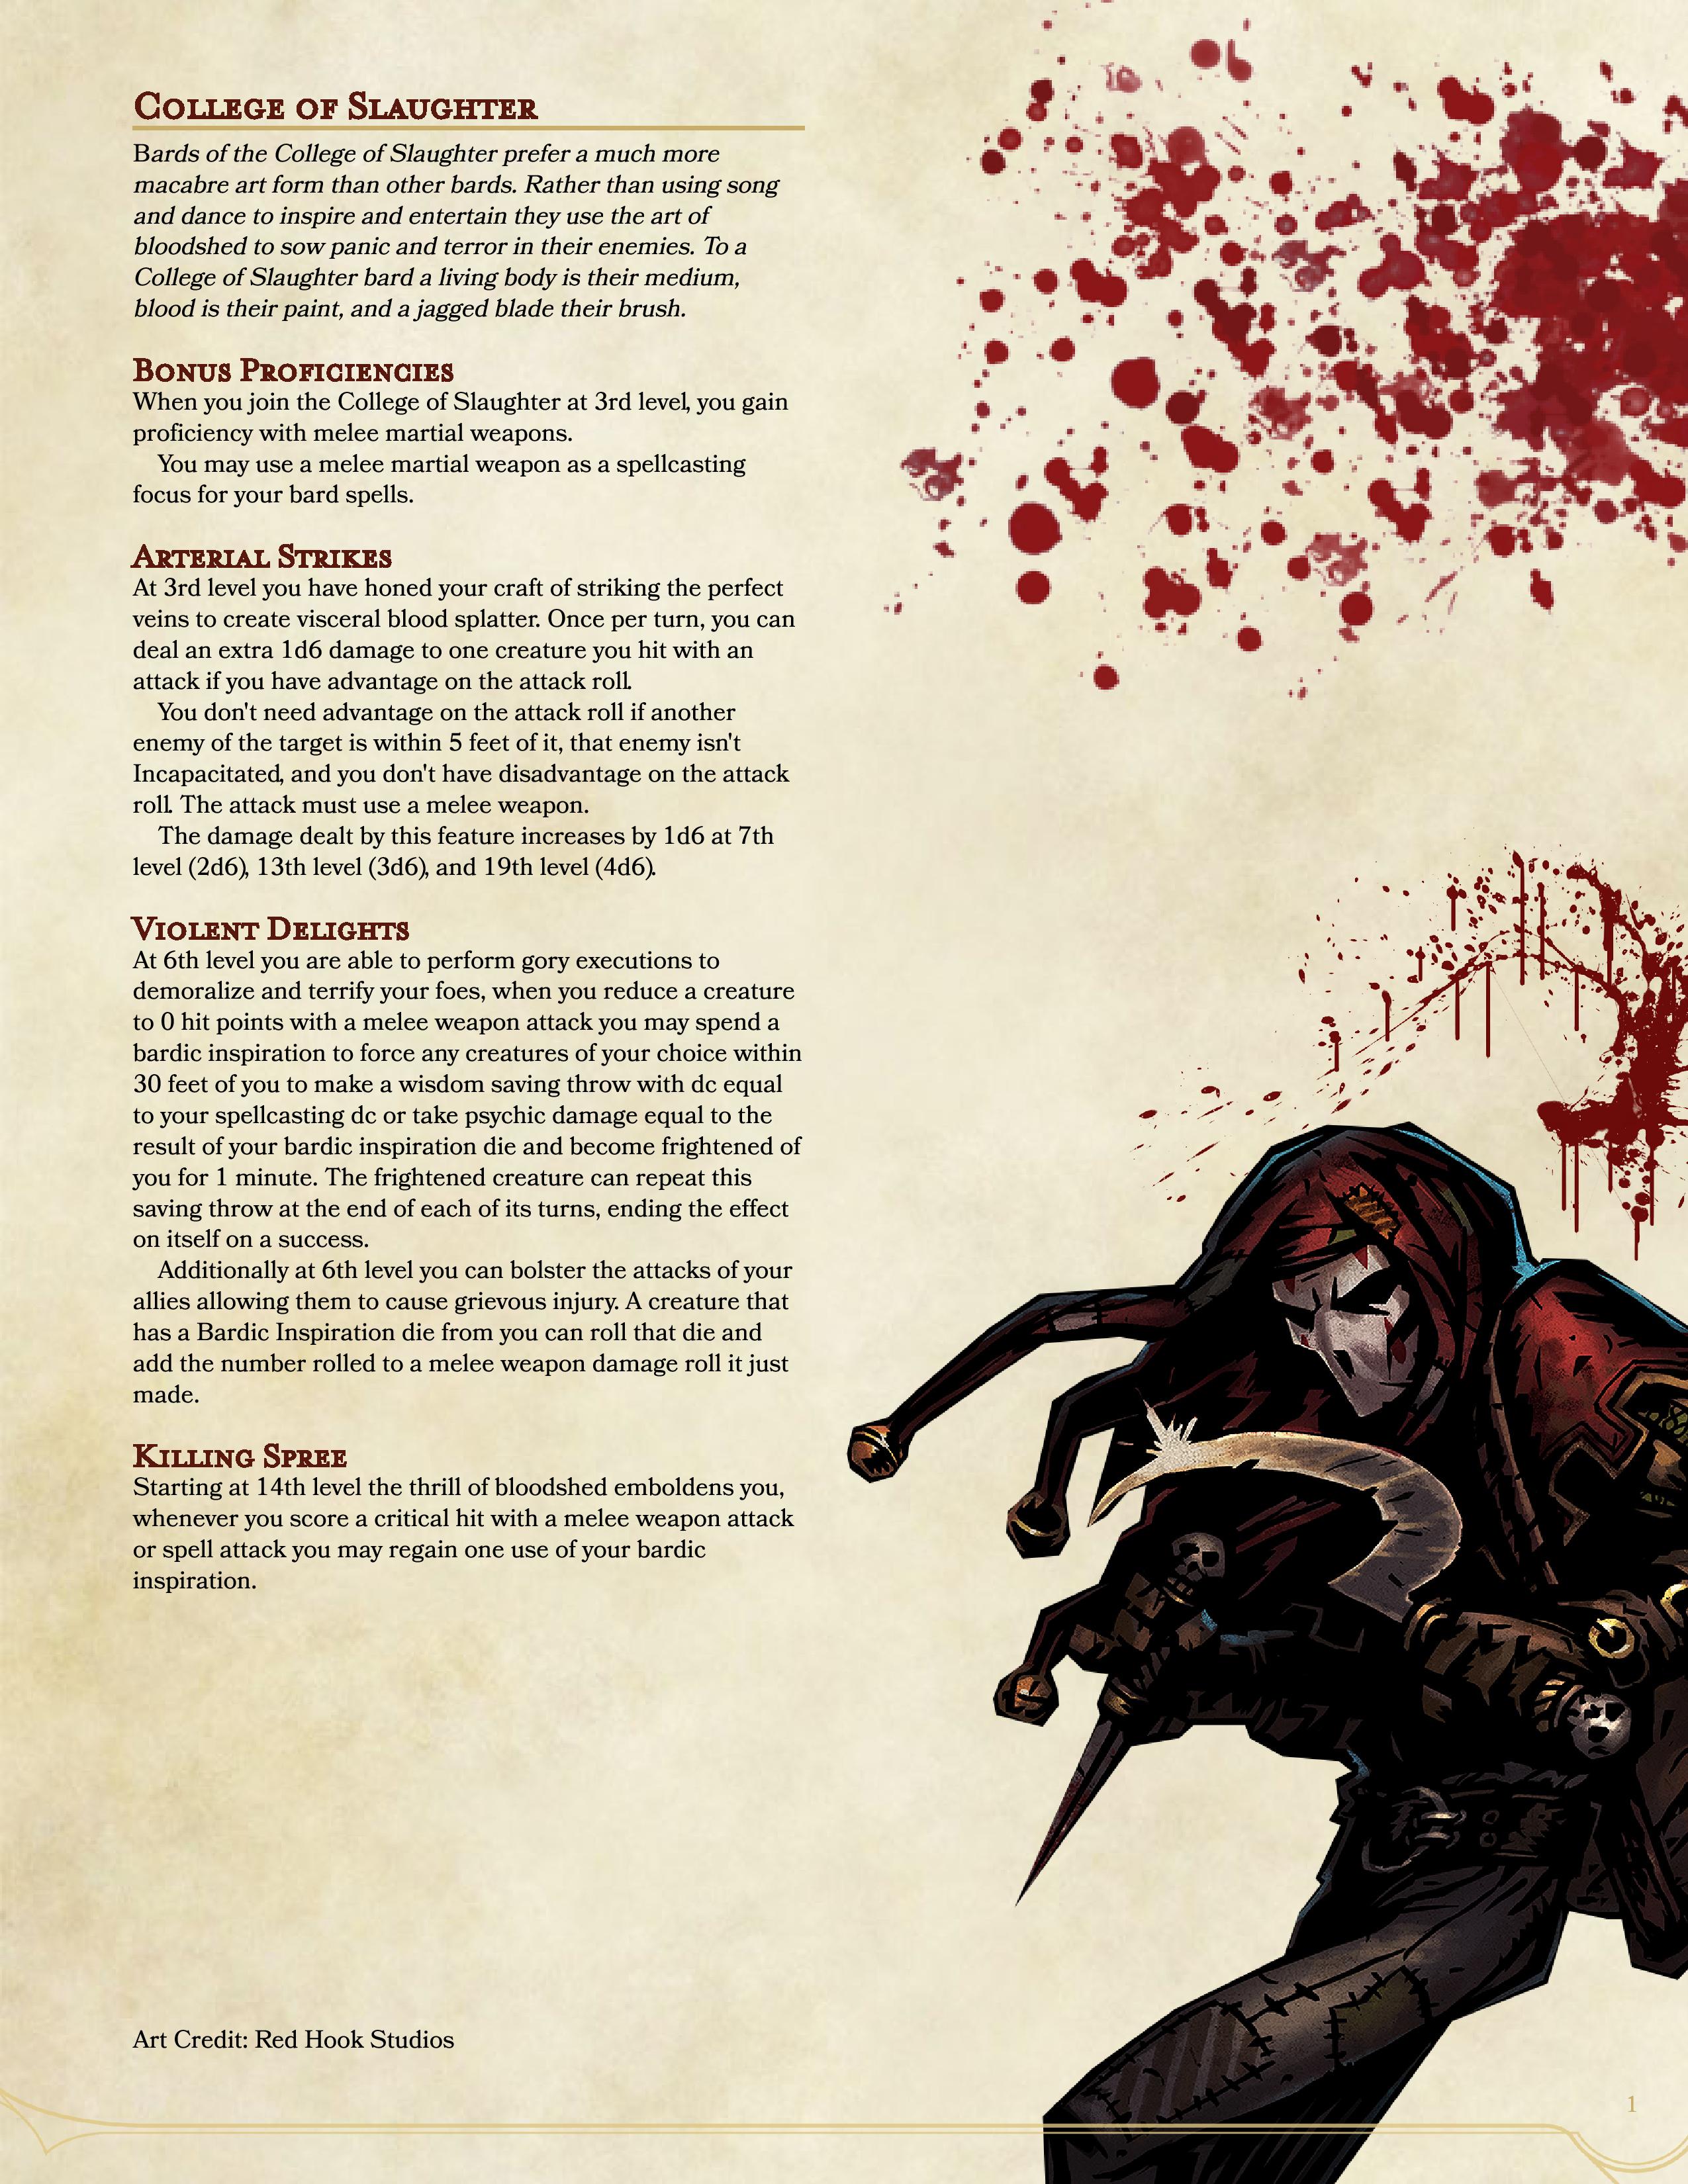 College of Slaughter
Bards of the College of Slaughter prefer a much more
macabre art form than other bards. Rather than using song
and dance to inspire and entertain they use the art of
bloodshed to sow panic and terror in their enemies. To a
College of Slaughter bard a living body is their medium,
blood is their paint, and a jagged blade their brush.
Bonus Proficiencies
When you join the College of Slaughter at 3rd level, you gain
proficiency with melee martial weapons.
You may use a melee martial weapon as a spellcasting
focus for your bard spells.
Arterial Strikes
At 3rd level you have honed your craft of striking the perfect
veins to create visceral blood splatter. Once per turn, you can
deal an extra 1d6 damage to one creature you hit with an
attack if you have advantage on the attack roll.
You don't need advantage on the attack roll if another
enemy of the target is within 5 feet of it, that enemy isn't
Incapacitated, and you don't have disadvantage on the attack
roll. The attack must use a melee weapon.
The damage dealt by this feature increases by 1d6 at 7th
level (2d6), 13th level (3d6), and 19th level (4d6).
Violent Delights
At 6th level you are able to perform gory executions to
demoralize and terrify your foes, when you reduce a creature
to 0 hit points with a melee weapon attack you may spend a
bardic inspiration to force any creatures of your choice within
30 feet of you to make a wisdom saving throw with dc equal
to your spellcasting dc or take psychic damage equal to the
result of your bardic inspiration die and become frightened of
you for 1 minute. The frightened creature can repeat this
saving throw at the end of each of its turns, ending the effect
on itself on a success.
Additionally at 6th level you can bolster the attacks of your
allies allowing them to cause grievous injury. A creature that
has a Bardic Inspiration die from you can roll that die and
add the number rolled to a melee weapon damage roll it just
made.
Killing Spree
Starting at 14th level the thrill of bloodshed emboldens you,
whenever you score a critical hit with a melee weapon attack
or spell attack you may regain one use of your bardic
inspiration.
Art Credit: Red Hook Studios
1